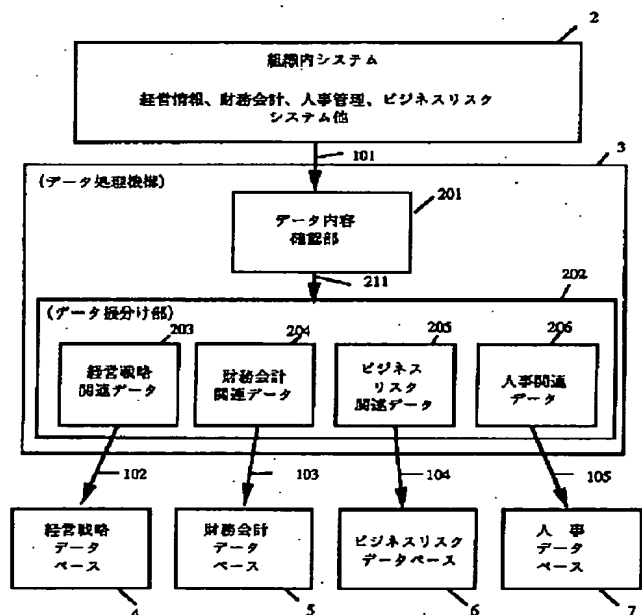 2
組織内システム
経営情報、財務会計、人事管理、ビジネスリスク
システム他
101
3
(データ処理機構)
201
データ内容
確認部
211
202
(データ振分け部)
203
204
205
206
経営戦略
関連データ
財務会計
関連データ
ビジネス
リスク
関連データ
人事関連
データ
102
103
104
105
経営戦略
データ
ベース
財務会計
データ
ベース
ビジネスリスク
データベース
人 事
データ
ベース
4
5
6
7